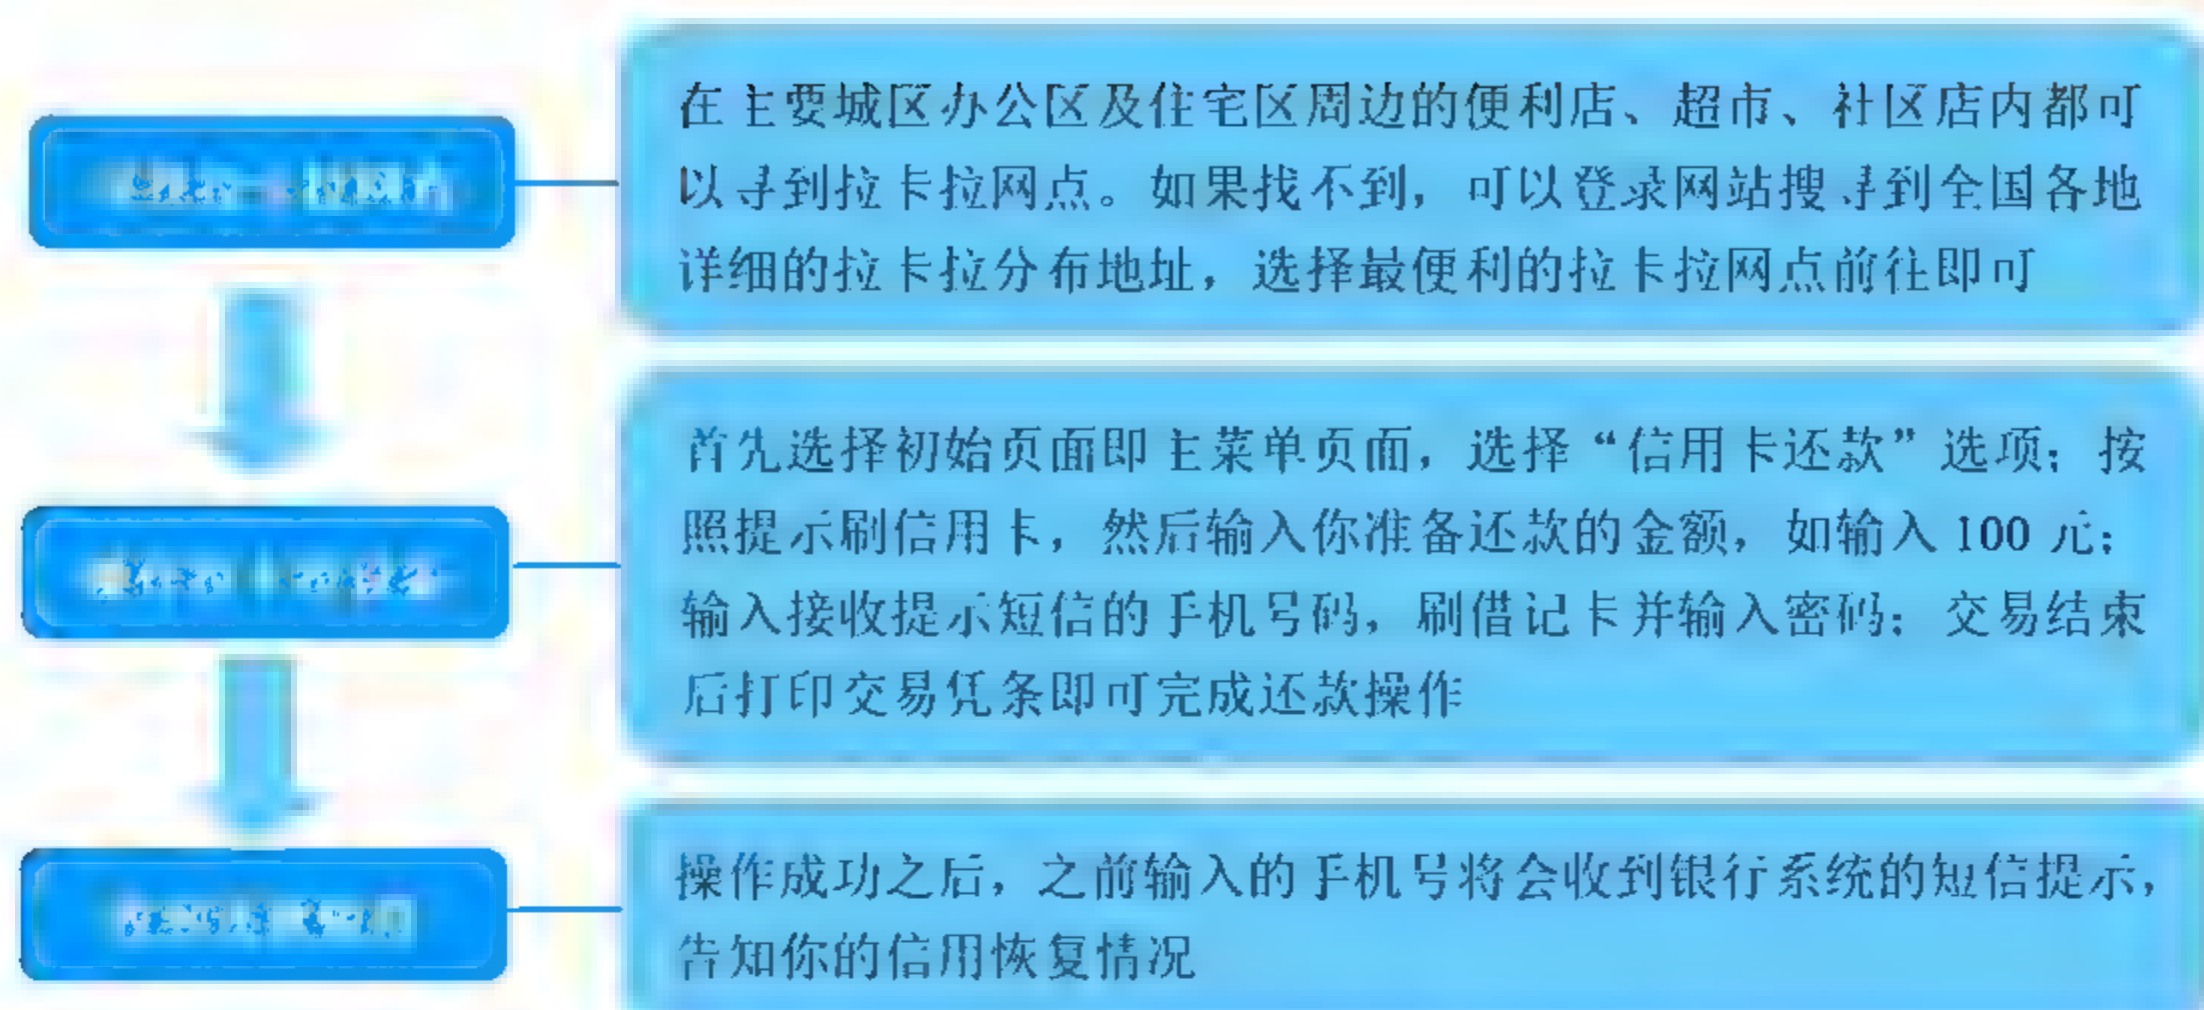 在主要城区办公区及住宅区周边的便利店、超市、社区店内都可
以寻到拉卡拉网点。如果找不到，可以登录网站搜寻到全国各地
详细的拉卡拉分布地址，选择最便利的拉卡拉网点前往即可
首先选择初始页面即主菜单页面，选择“信用卡还款”选项；按
照提示刷信用卡，然后输入你准备还款的金额，如输入 100 元；
输入接收提示短信的手机号码，刷借记卡并输入密码；交易结束
后打印交易凭条即可完成还款操作
操作成功之后，之前输入的手机号将会收到银行系统的短信提示，
告知你的信用恢复情况